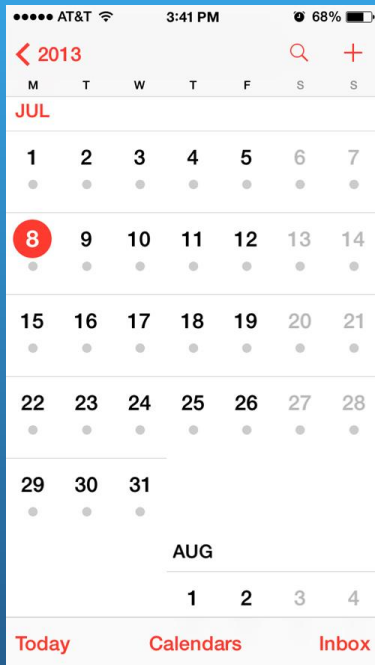 AT&T 3:41 PM 68%
2013
M T W T F S S
JUL
1 2 3 4 5 6 7
8 9 10 11 12 13 14
15 16 17 18 19 20 21
22 23 24 25 26 27 28
29 30 31
AUG
1 2 3 4
Today Calendars Inbox